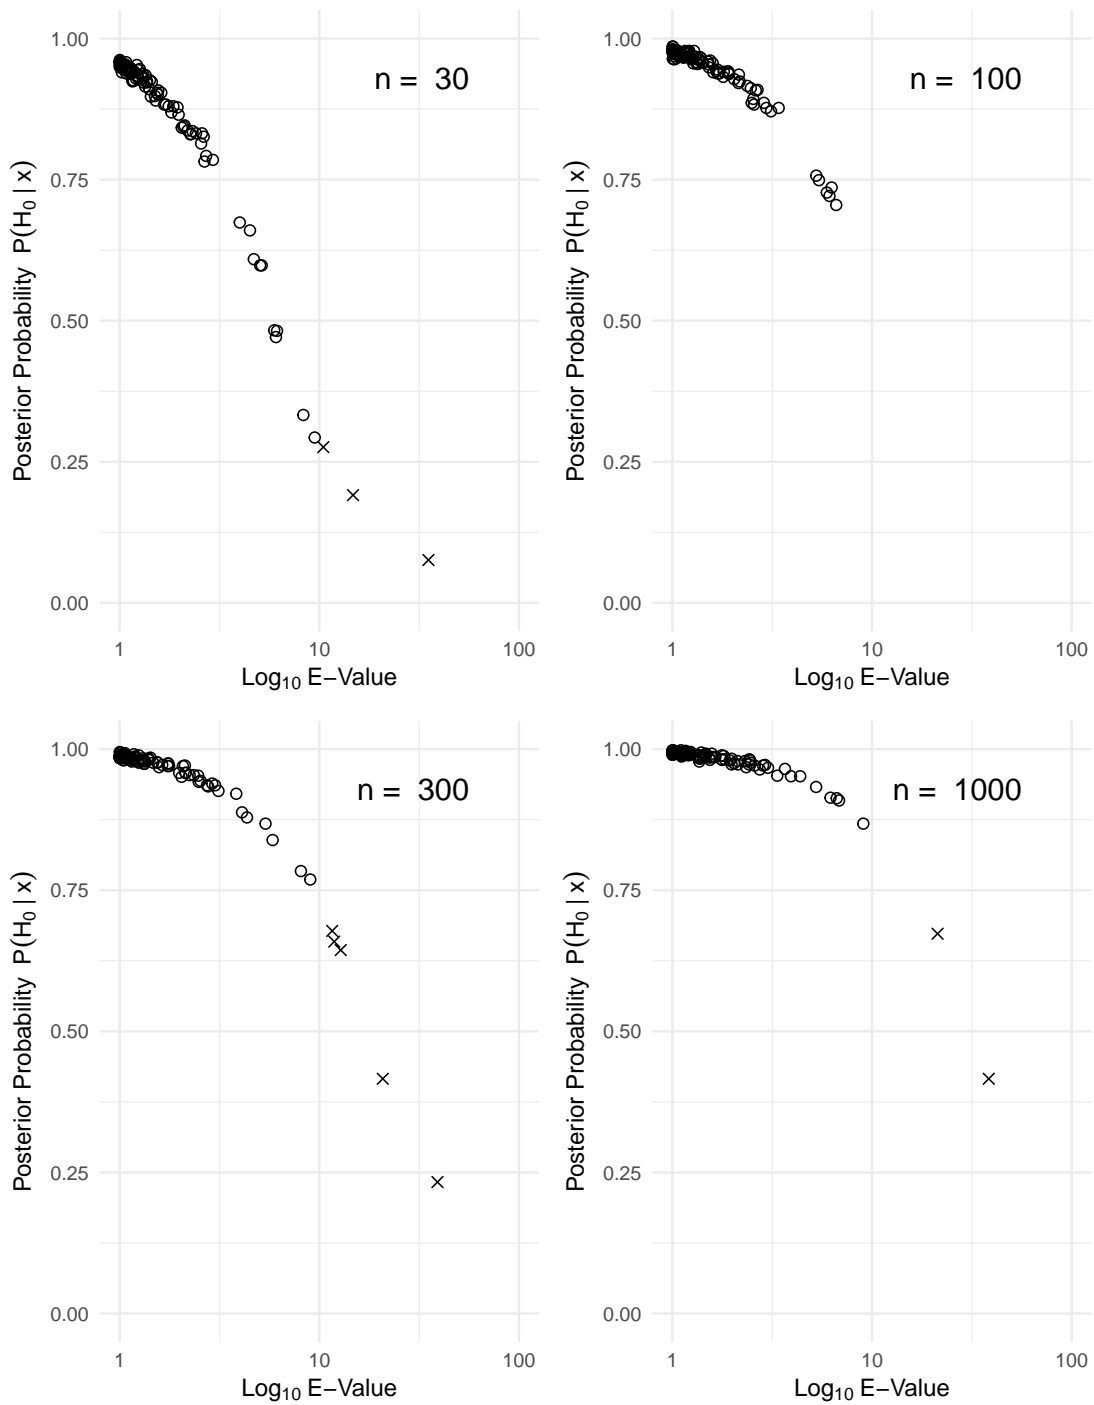 n = 30
1.00
0.75
0.50
0.25
0.00
Posterior Probability P(H₀ | x)
1 10 100
Log₁₀ E−Value
n = 100
1.00
0.75
0.50
0.25
0.00
Posterior Probability P(H₀ | x)
1 10 100
Log₁₀ E−Value
n = 300
1.00
0.75
0.50
0.25
0.00
Posterior Probability P(H₀ | x)
1 10 100
Log₁₀ E−Value
n = 1000
1.00
0.75
0.50
0.25
0.00
Posterior Probability P(H₀ | x)
1 10 100
Log₁₀ E−Value